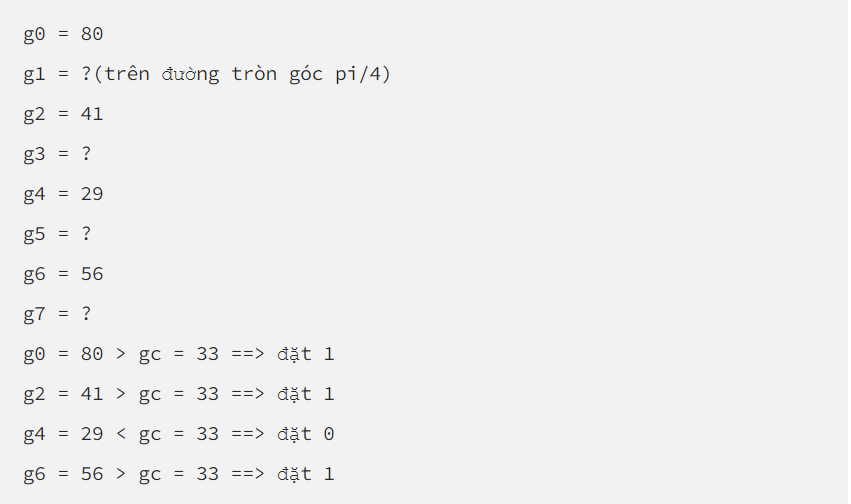 g0 = 80
g1 = ?(trên đường tròn góc pi/4)
g2 = 41
g3 = ?
g4 = 29
g5 = ?
g6 = 56
g7 = ?
g0 = 80 > gc = 33 ==> đặt 1
g2 = 41 > gc = 33 ==> đặt 1
g4 = 29 < gc = 33 ==> đặt 0
g6 = 56 > gc = 33 ==> đặt 1